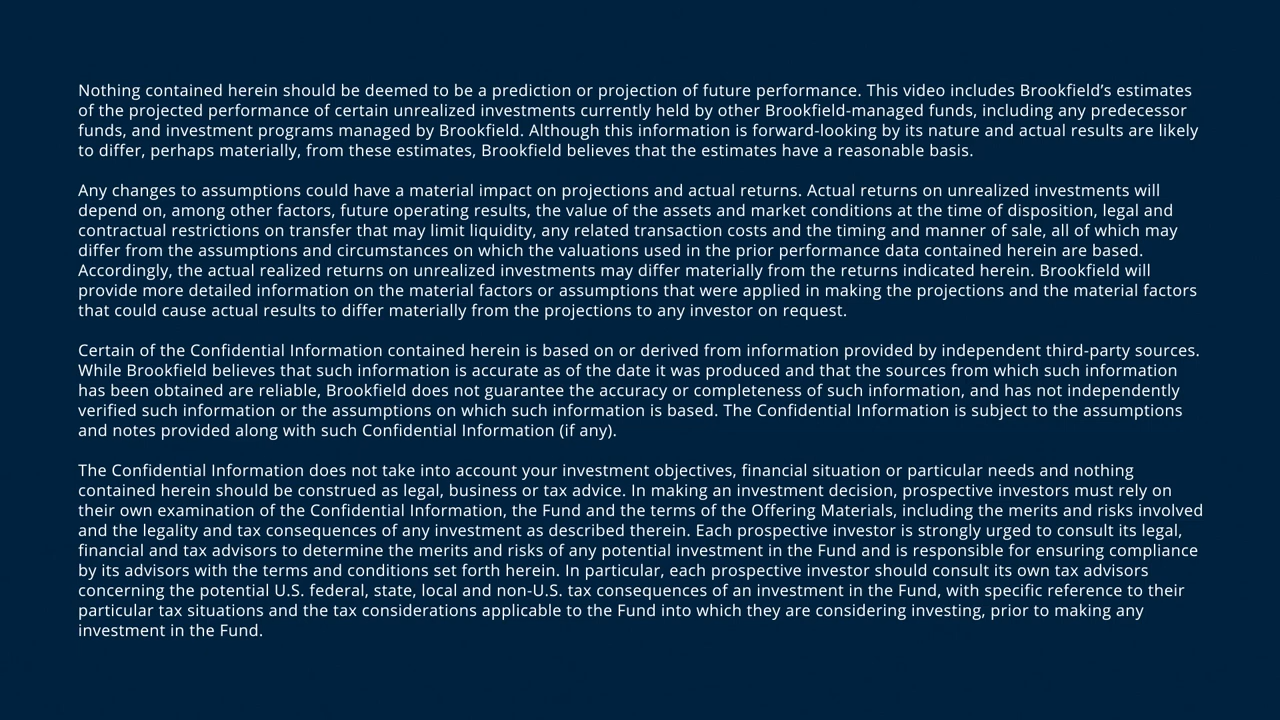 Nothing contained herein should be deemed to be a prediction or projection of future performance. This video includes Brookfield’s estimates
of the projected performance of certain unrealized investments currently held by other Brookfield-managed funds, including any predecessor
funds, and investment programs managed by Brookfield. Although this information is forward-looking by its nature and actual results are likely
to differ, perhaps materially, from these estimates, Brookfield believes that the estimates have a reasonable basis.
Any changes to assumptions could have a material impact on projections and actual returns. Actual returns on unrealized investments will
depend on, among other factors, future operating results, the value of the assets and market conditions at the time of disposition, legal and
contractual restrictions on transfer that may limit liquidity, any related transaction costs and the timing and manner of sale, all of which may
differ from the assumptions and circumstances on which the valuations used in the prior performance data contained herein are based.
Accordingly, the actual realized returns on unrealized investments may differ materially from the returns indicated herein. Brookfield will
provide more detailed information on the material factors or assumptions that were applied in making the projections and the material factors
that could cause actual results to differ materially from the projections to any investor on request.
Certain of the Confidential Information contained herein is based on or derived from information provided by independent third-party sources.
While Brookfield believes that such information is accurate as of the date it was produced and that the sources from which such information
has been obtained are reliable, Brookfield does not guarantee the accuracy or completeness of such information, and has not independently
verified such information or the assumptions on which such information is based. The Confidential Information is subject to the assumptions
and notes provided along with such Confidential Information (if any).
The Confidential Information does not take into account your investment objectives, financial situation or particular needs and nothing
contained herein should be construed as legal, business or tax advice. In making an investment decision, prospective investors must rely on
their own examination of the Confidential Information, the Fund and the terms of the Offering Materials, including the merits and risks involved
and the legality and tax consequences of any investment as described therein. Each prospective investor is strongly urged to consult its legal,
financial and tax advisors to determine the merits and risks of any potential investment in the Fund and is responsible for ensuring compliance
by its advisors with the terms and conditions set forth herein. In particular, each prospective investor should consult its own tax advisors
concerning the potential U.S. federal, state, local and non-U.S. tax consequences of an investment in the Fund, with specific reference to their
particular tax situations and the tax considerations applicable to the Fund into which they are considering investing, prior to making any
investment in the Fund.